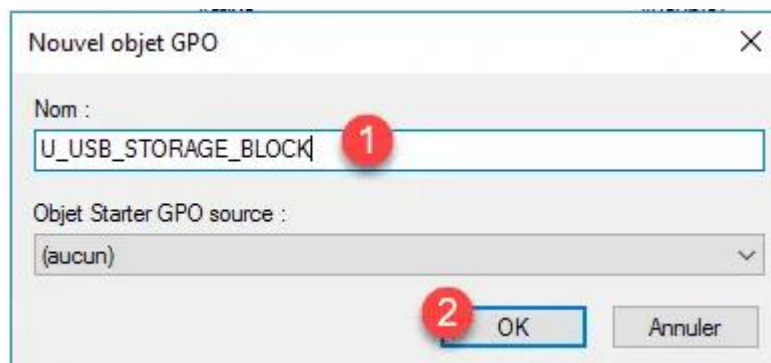 Nouvel objet GPO
Nom :
U_USB_STORAGE_BLOCK
1
Objet Starter GPO source :
(aucun)
2
OK
Annuler